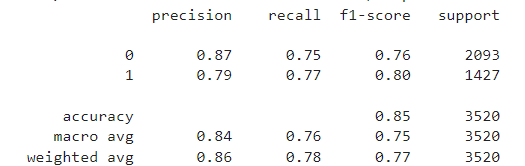 precision recall f1-score support
0 0.87 0.75 0.76 2093
1 0.79 0.77 0.80 1427
accuracy 0.85 3520
macro avg 0.84 0.76 0.75 3520
weighted avg 0.86 0.78 0.77 3520